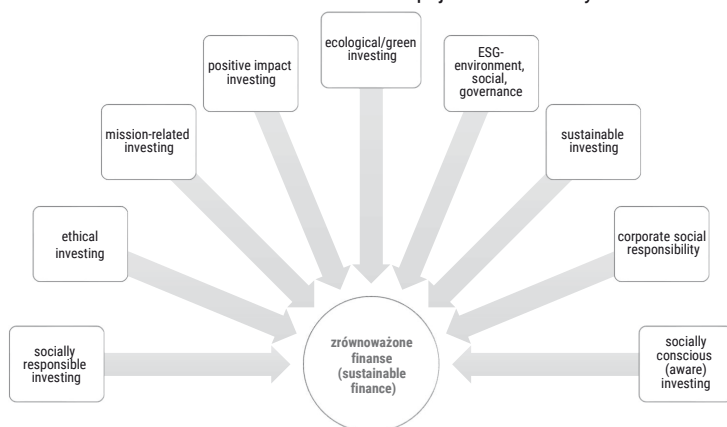 ecological/green
investing
ESG-
environment,
social,
governance
positive impact
investing
mission-related
investing
sustainable
investing
ethical
investing
corporate social
responsibility
socially
responsible
investing
zrównoważone
finanse
(sustainable
finance)
socially
conscious
(aware)
investing